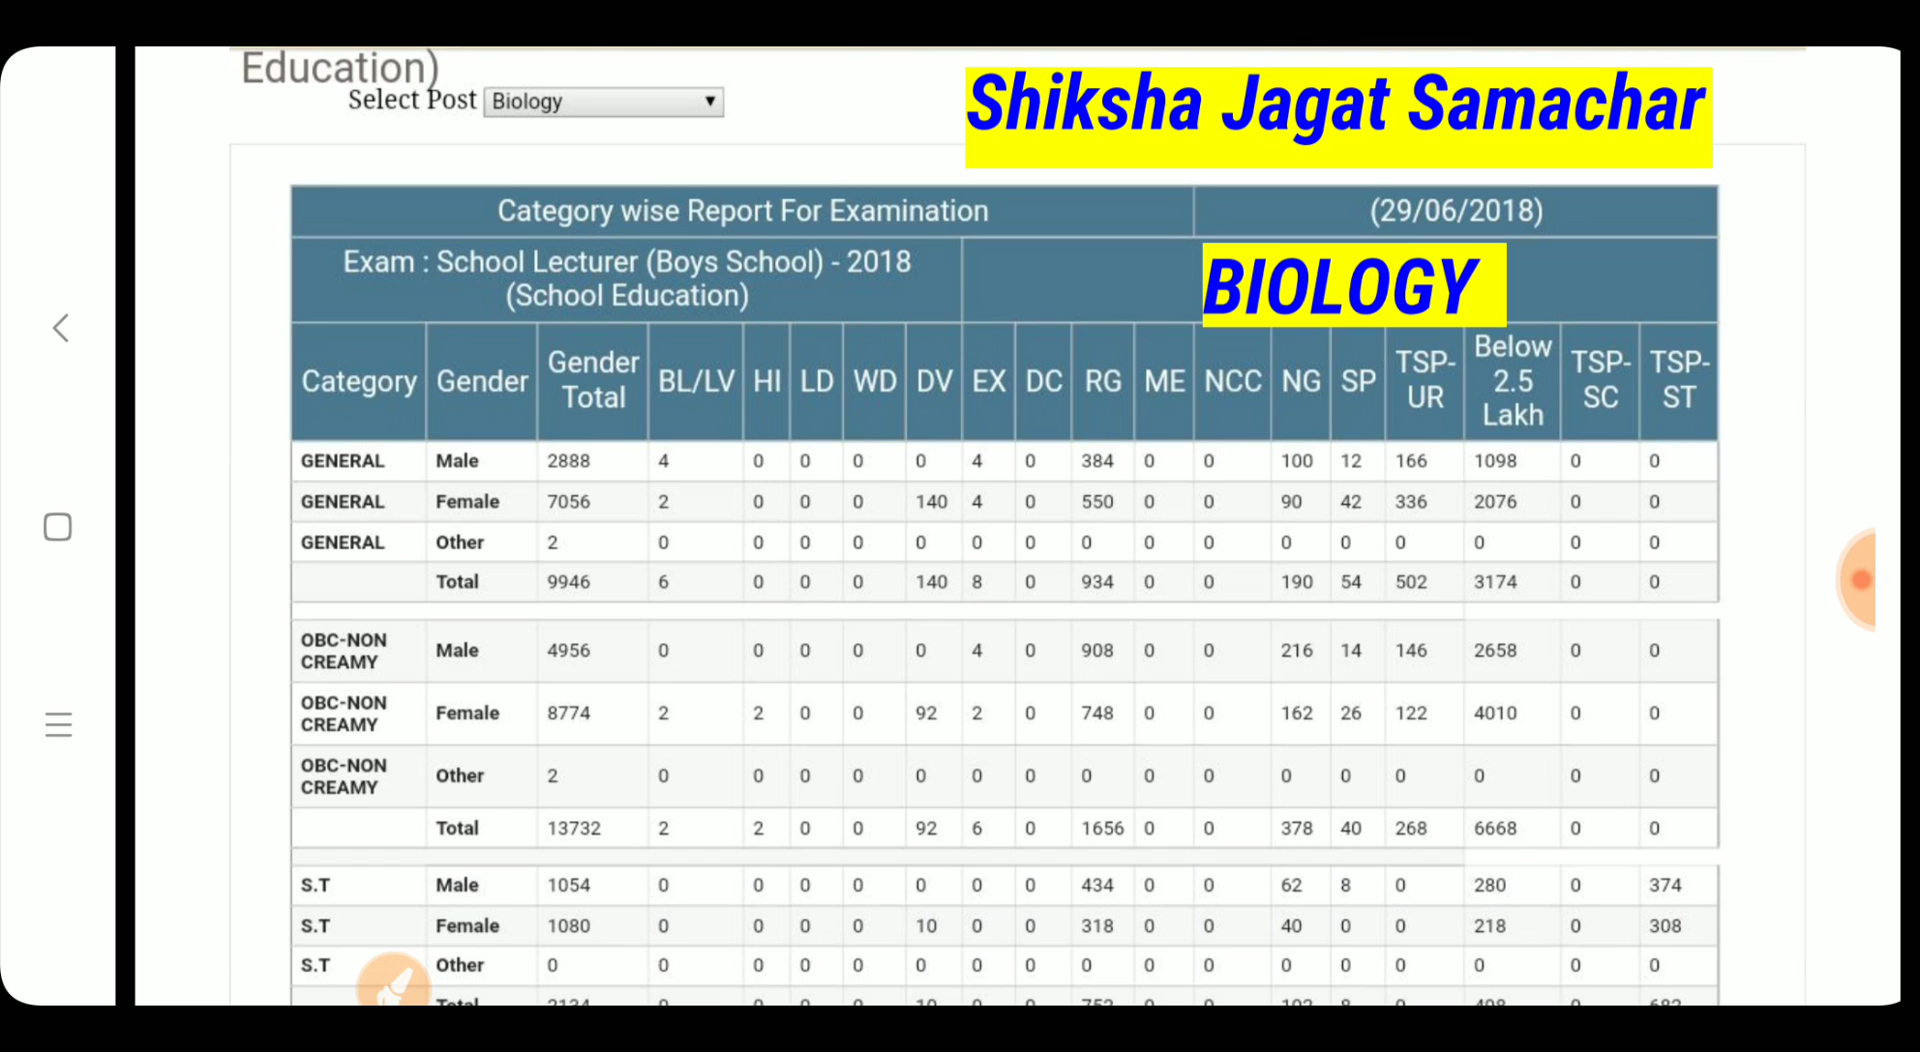 Education)
Select Post Biology
Shiksha Jagat Samachar
Category wise Report For Examination (29/06/2018)
Exam : School Lecturer (Boys School) - 2018
(School Education)
BIOLOGY
Category Gender Gender Total BL/LV HI LD WD DV EX DC RG ME NCC NG SP TSP-UR Below 2.5 Lakh TSP-SC TSP-ST
GENERAL Male 2888 4 0 0 0 0 4 0 384 0 0 100 12 166 1098 0 0
GENERAL Female 7056 2 0 0 0 140 4 0 550 0 0 90 42 336 2076 0 0
GENERAL Other 2 0 0 0 0 0 0 0 0 0 0 0 0 0 0 0 0
Total 9946 6 0 0 0 140 8 0 934 0 0 190 54 502 3174 0 0
OBC-NON CREAMY Male 4956 0 0 0 0 0 4 0 908 0 0 216 14 146 2658 0 0
OBC-NON CREAMY Female 8774 2 2 0 0 92 2 0 748 0 0 162 26 122 4010 0 0
OBC-NON CREAMY Other 2 0 0 0 0 0 0 0 0 0 0 0 0 0 0 0 0
Total 13732 2 2 0 0 92 6 0 1656 0 0 378 40 268 6668 0 0
S.T Male 1054 0 0 0 0 0 0 0 434 0 0 62 8 0 280 0 374
S.T Female 1080 0 0 0 0 10 0 0 318 0 0 40 0 0 218 0 308
S.T Other 0 0 0 0 0 0 0 0 0 0 0 0 0 0 0 0 0
Total 2134